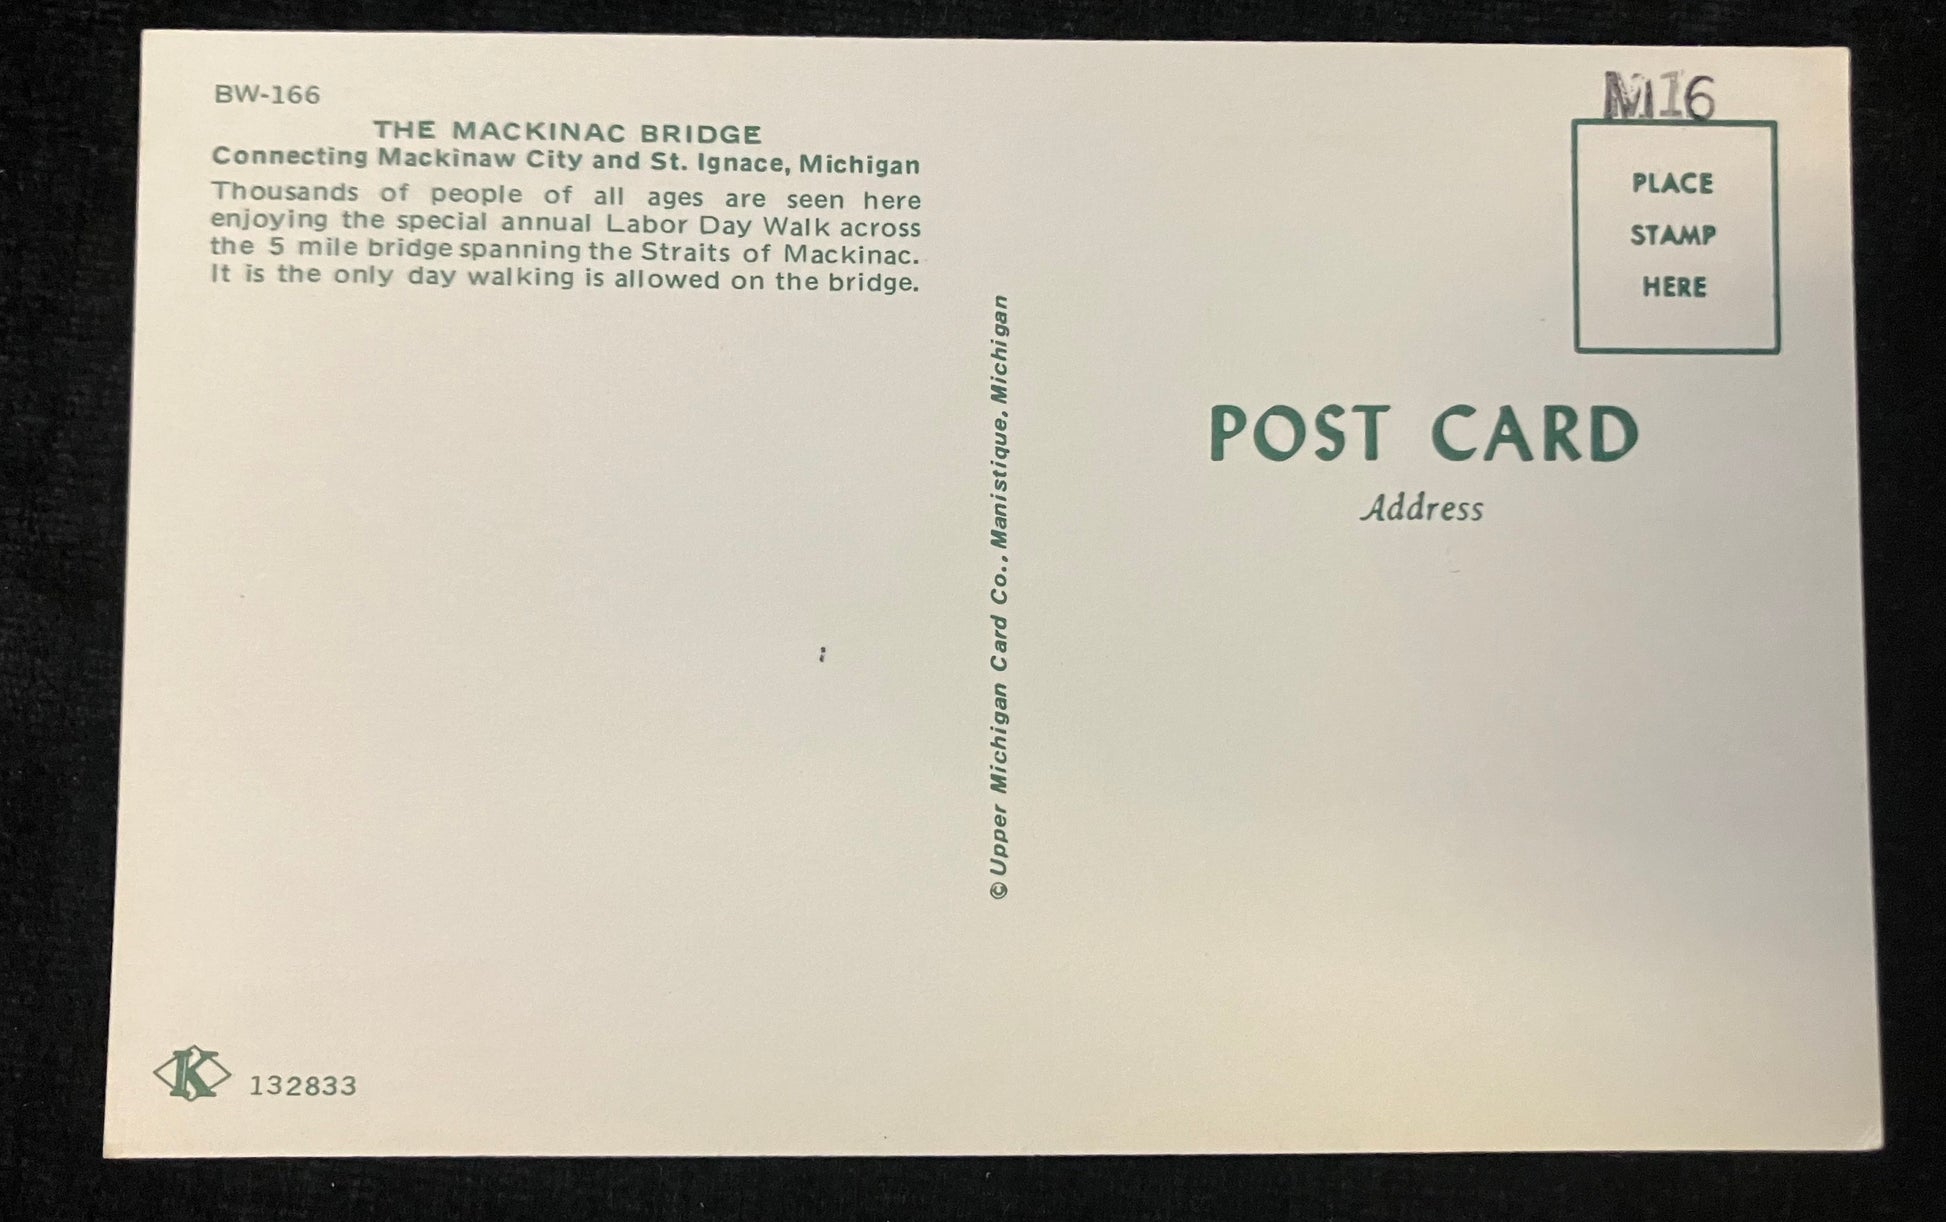 BW-166
THE MACKINAC BRIDGE
Connecting Mackinaw City and St. Ignace, Michigan
Thousands of people of all ages are seen here
enjoying the special annual Labor Day Walk across
the 5 mile bridge spanning the Straits of Mackinac.
It is the only day walking is allowed on the bridge.
© Upper Michigan Card Co., Manistique, Michigan
M16
PLACE
STAMP
HERE
POST CARD
Address
K 132833